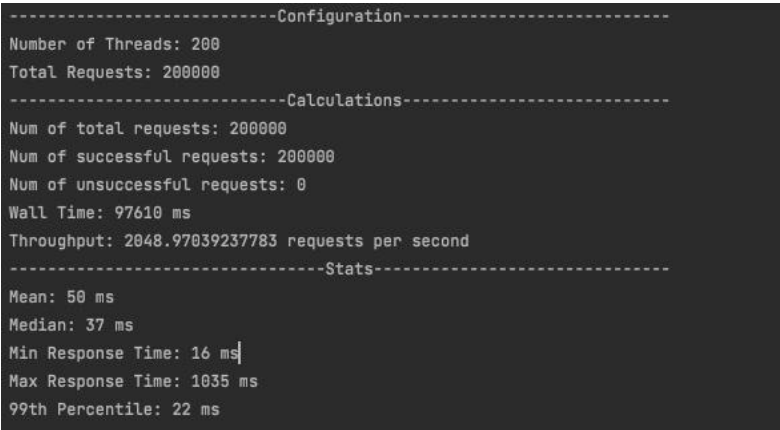 ----------------------------Configuration----------------------------
Number of Threads: 200
Total Requests: 200000
-----------------------------Calculations----------------------------
Num of total requests: 200000
Num of successful requests: 200000
Num of unsuccessful requests: 0
Wall Time: 97610 ms
Throughput: 2048.97039237783 requests per second
---------------------------------Stats-------------------------------
Mean: 50 ms
Median: 37 ms
Min Response Time: 16 ms
Max Response Time: 1035 ms
99th Percentile: 22 ms